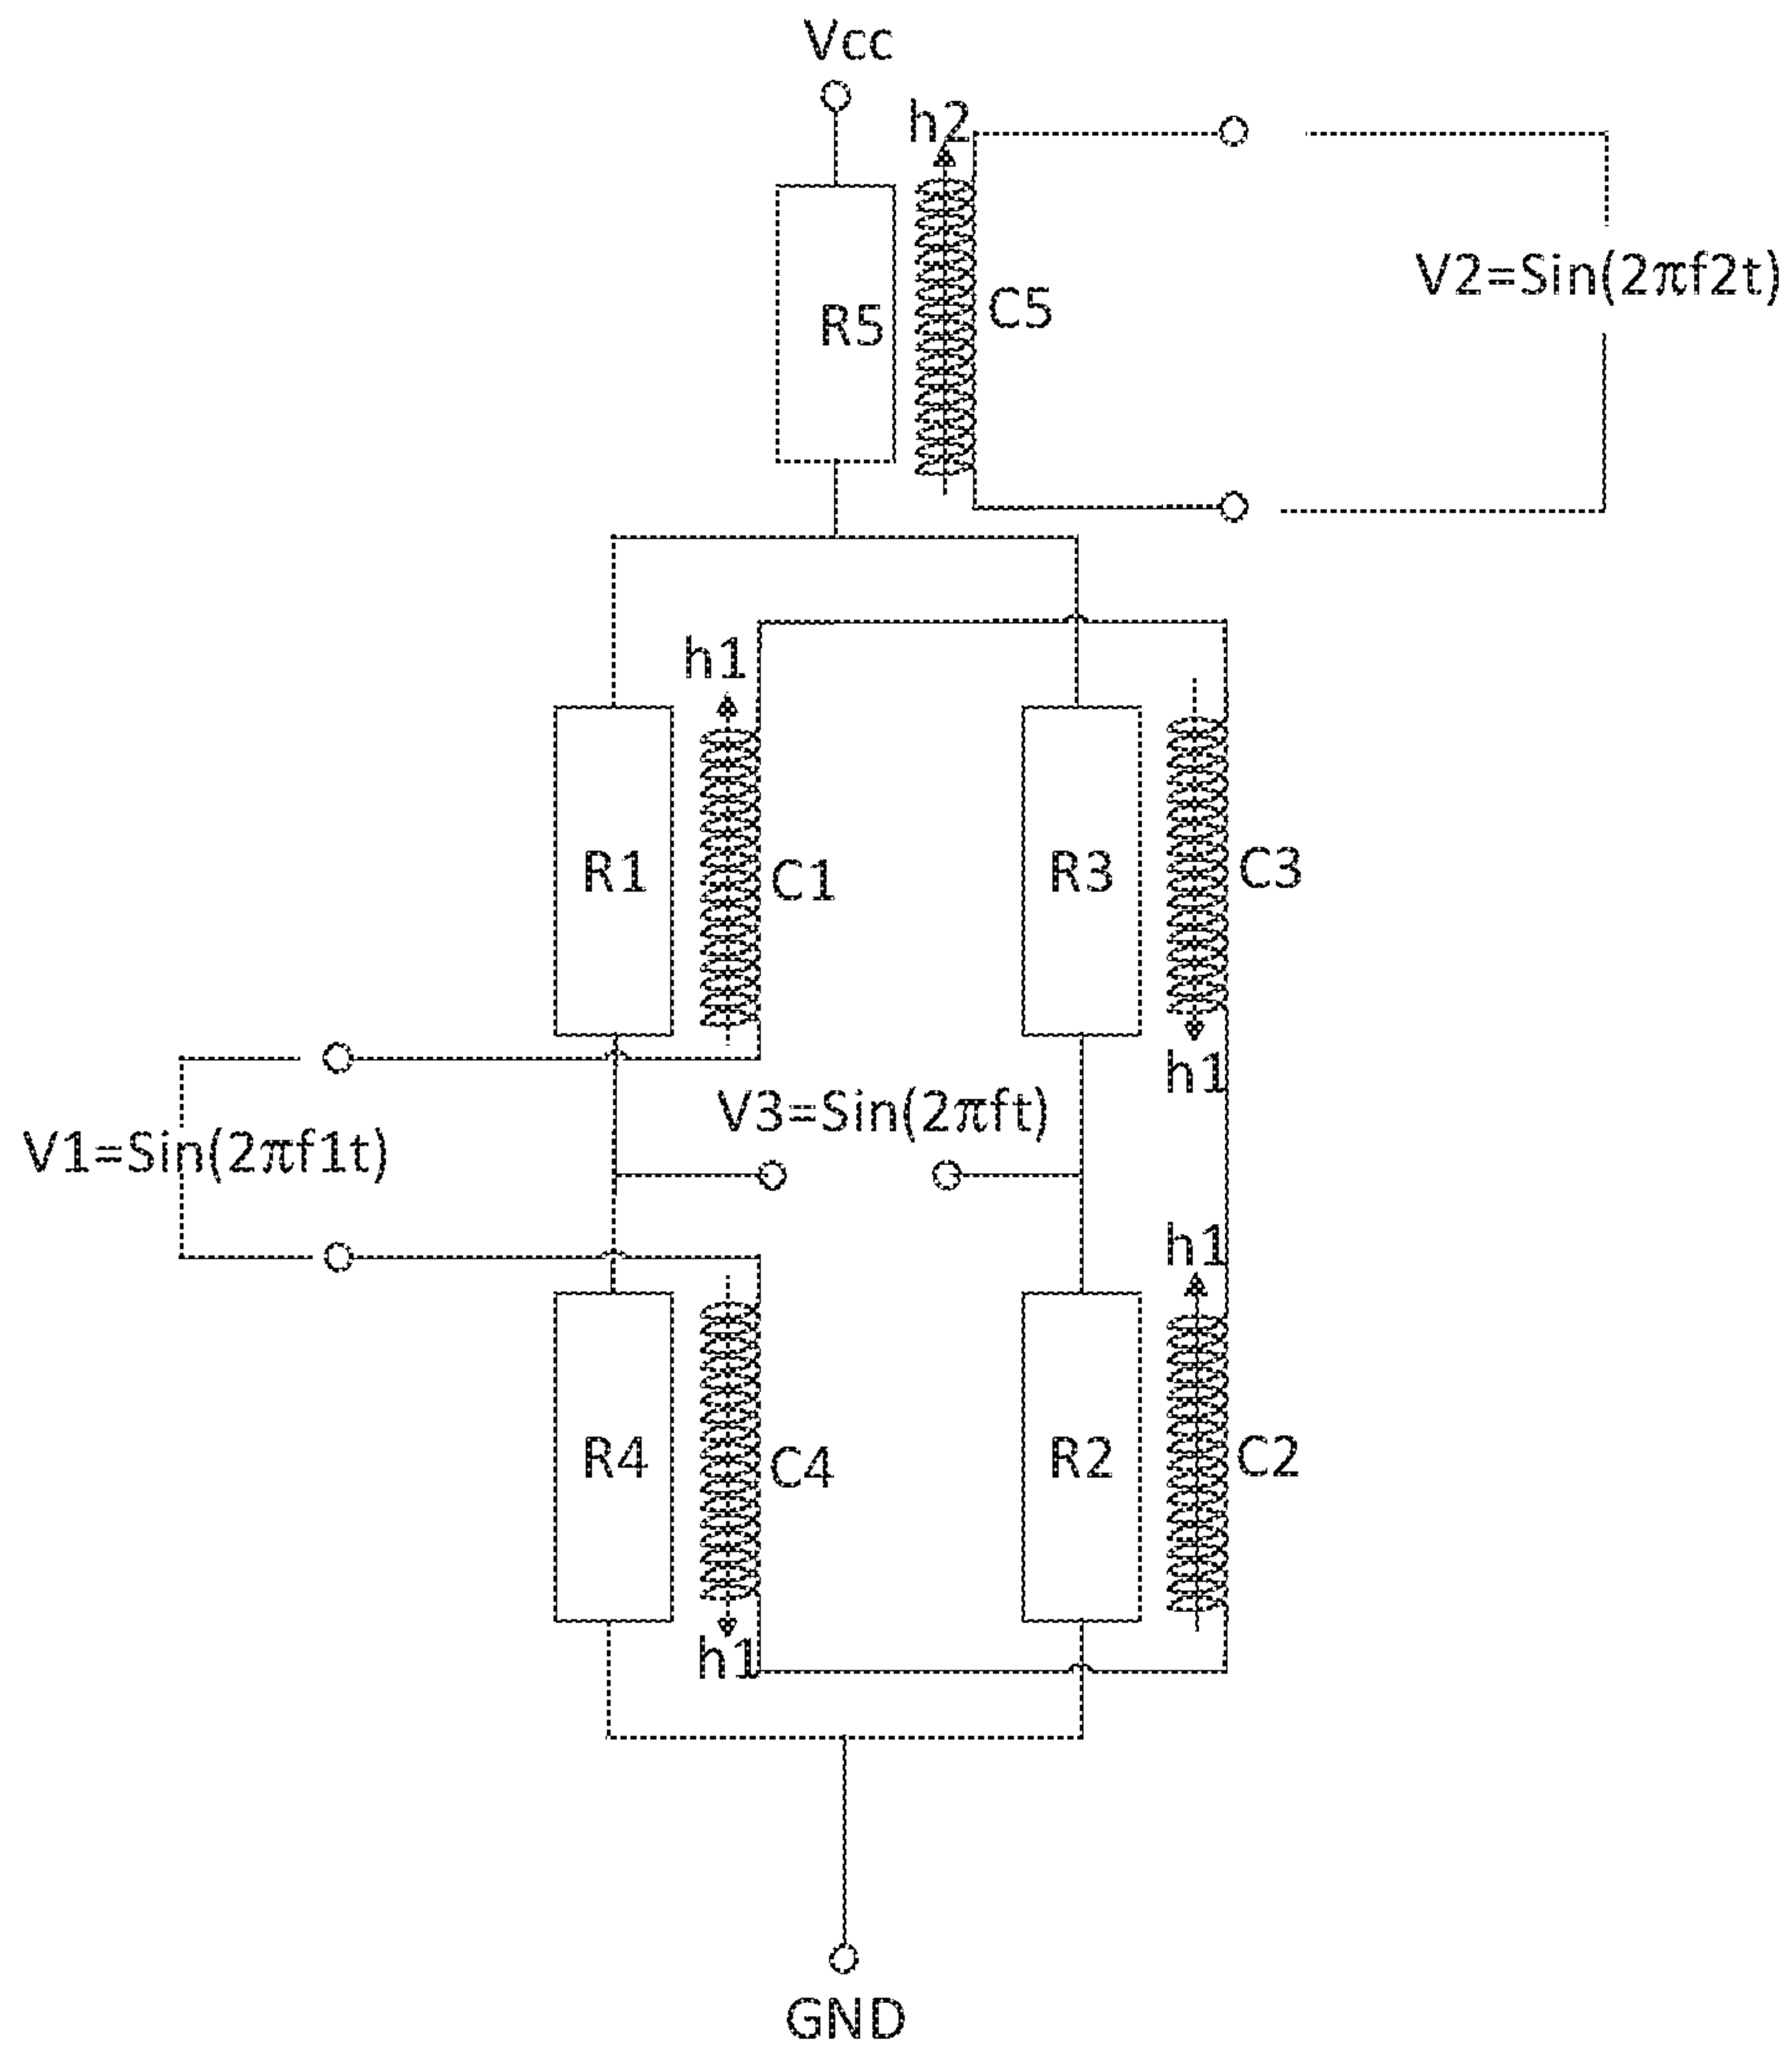 Vcc
h2
R5
C5
V2=Sin(2πf2t)
h1
R1
C1
R3
C3
h1
V3=Sin(2πft)
V1=Sin(2πf1t)
h1
R4
C4
R2
C2
h1
GND